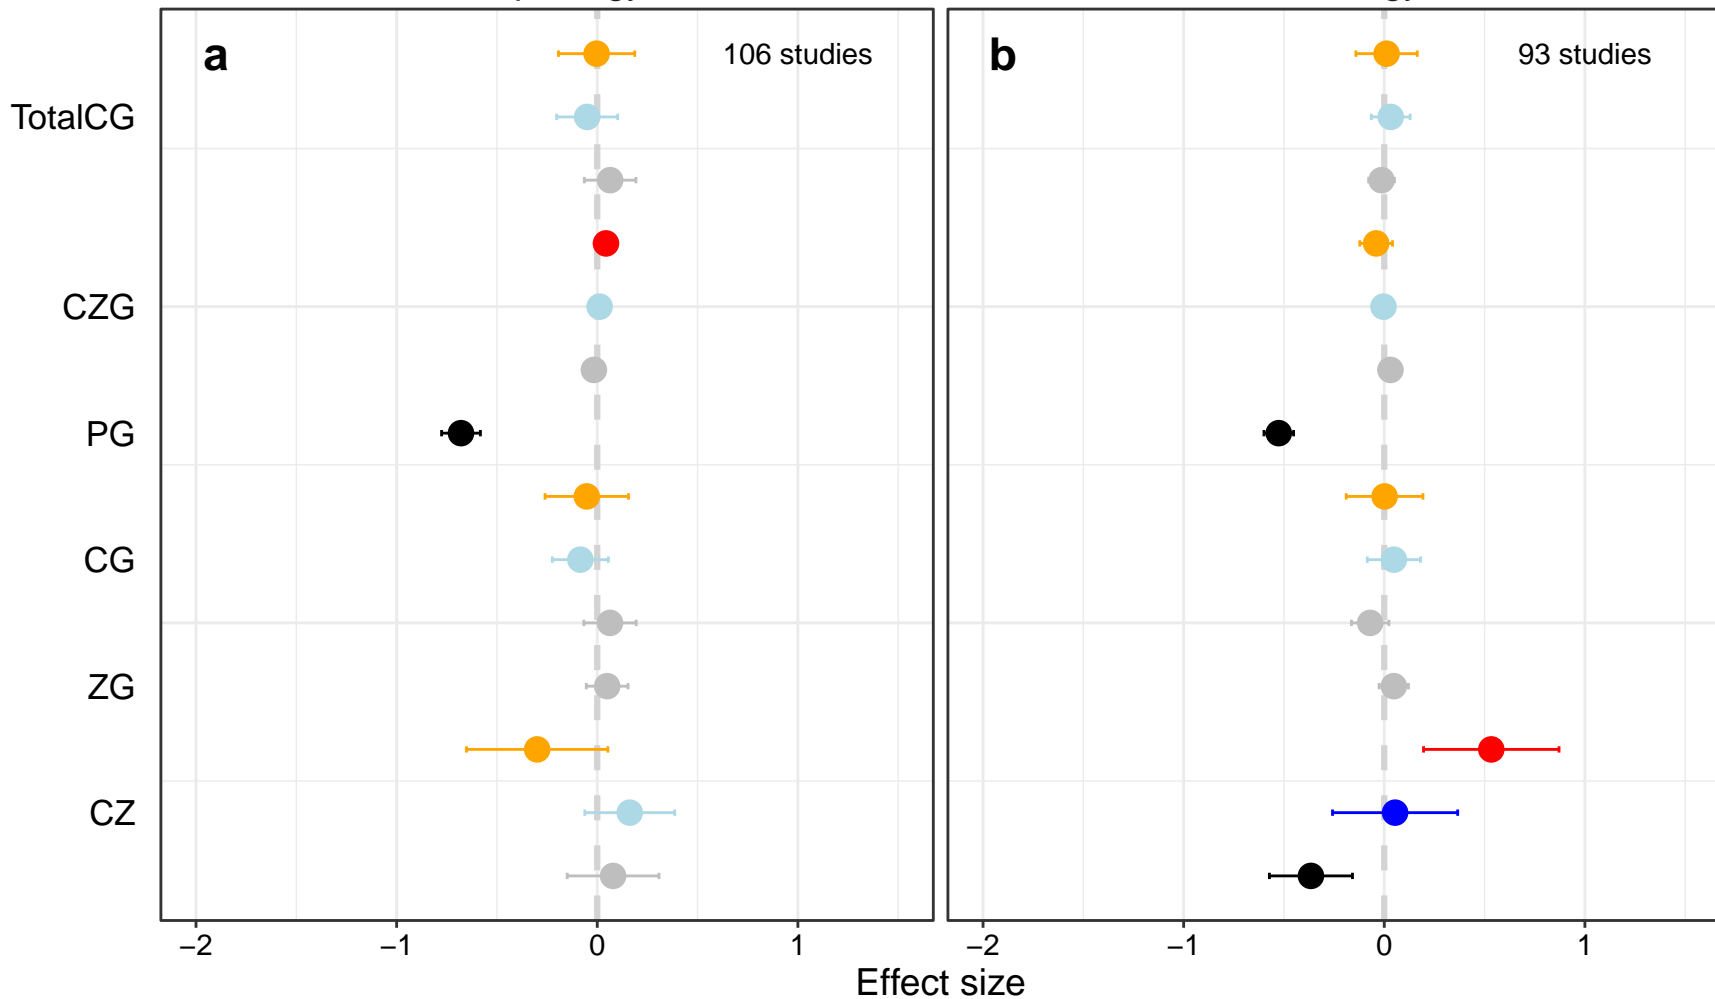 a
106 studies
b
93 studies
TotalCG
CZG
PG
CG
ZG
CZ
−2
−1
0
1
−2
−1
0
1
Effect size